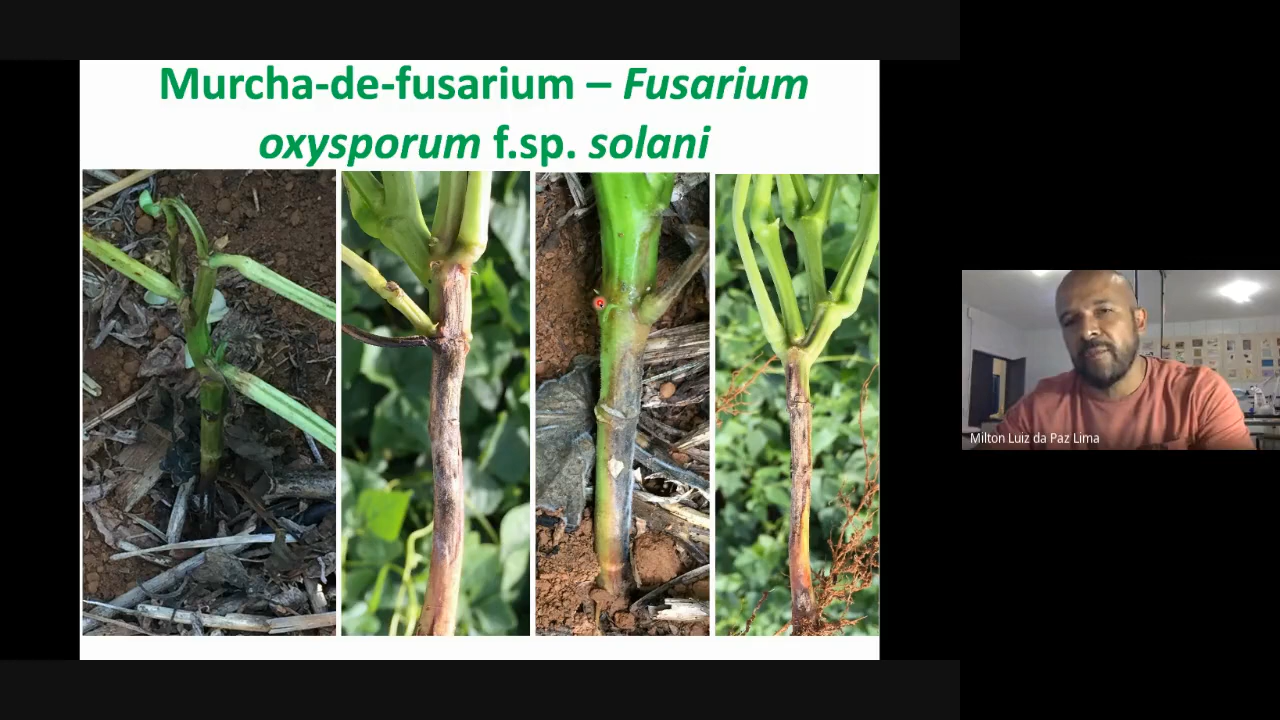 Murcha-de-fusarium – Fusarium
oxysporum f.sp. solani
Milton Luiz da Paz Lima